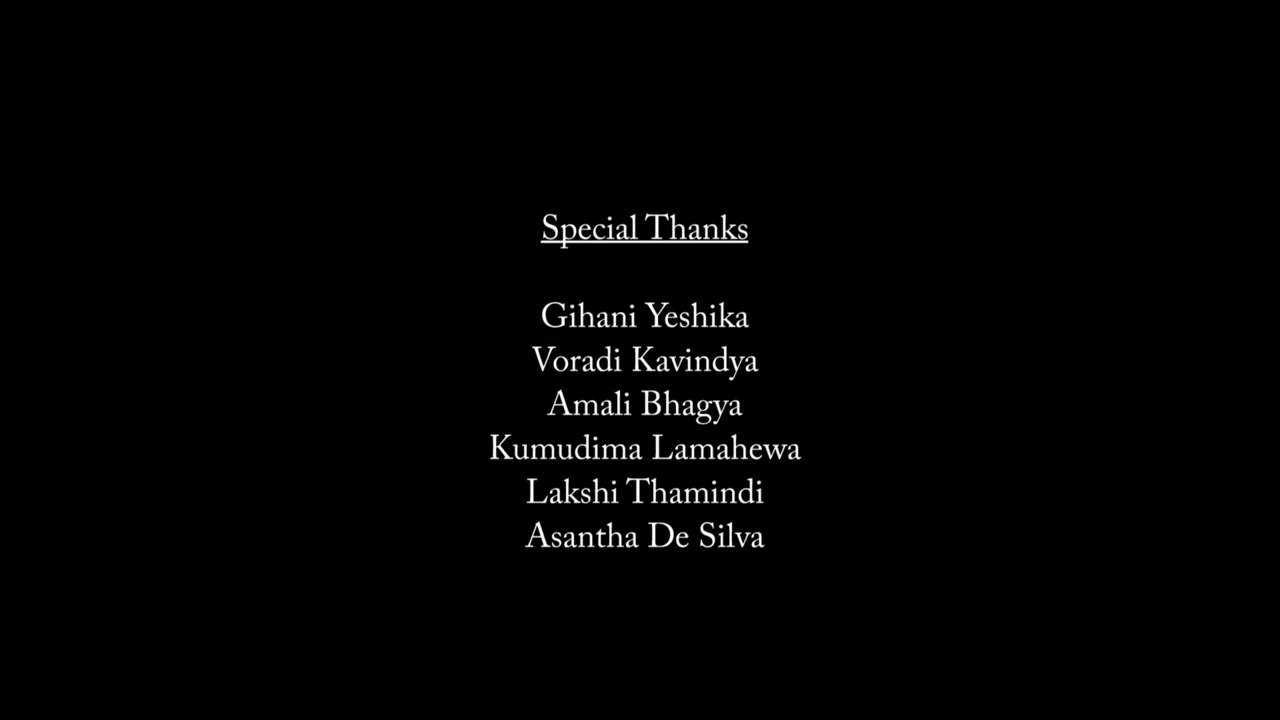 Special Thanks
Gihani Yeshika
Voradi Kavindya
Amali Bhagya
Kumudima Lamahewa
Lakshi Thamindi
Asantha De Silva